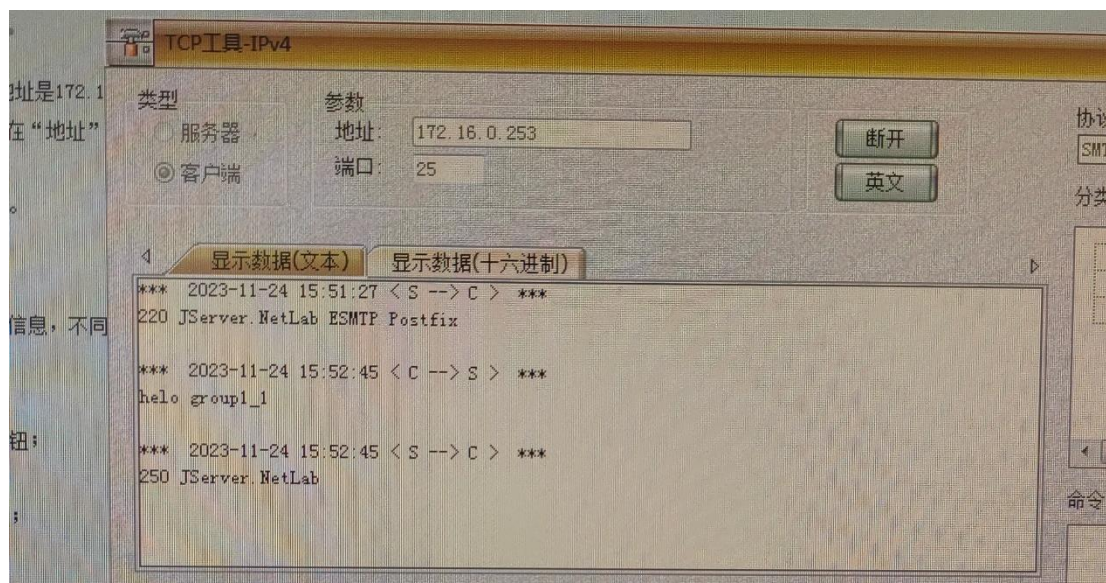 TCP工具-IPv4
址是172.1
在“地址”
。
信息，不同
钮；
；
类型
服务器
客户端
参数
地址: 172.16.0.253
端口: 25
断开
英文
协议
SMT
分类
显示数据(文本) 显示数据(十六进制)
*** 2023-11-24 15:51:27 < S --> C > ***
220 JServer.NetLab ESMTP Postfix
*** 2023-11-24 15:52:45 < C --> S > ***
helo group1_1
*** 2023-11-24 15:52:45 < S --> C > ***
250 JServer.NetLab
命令